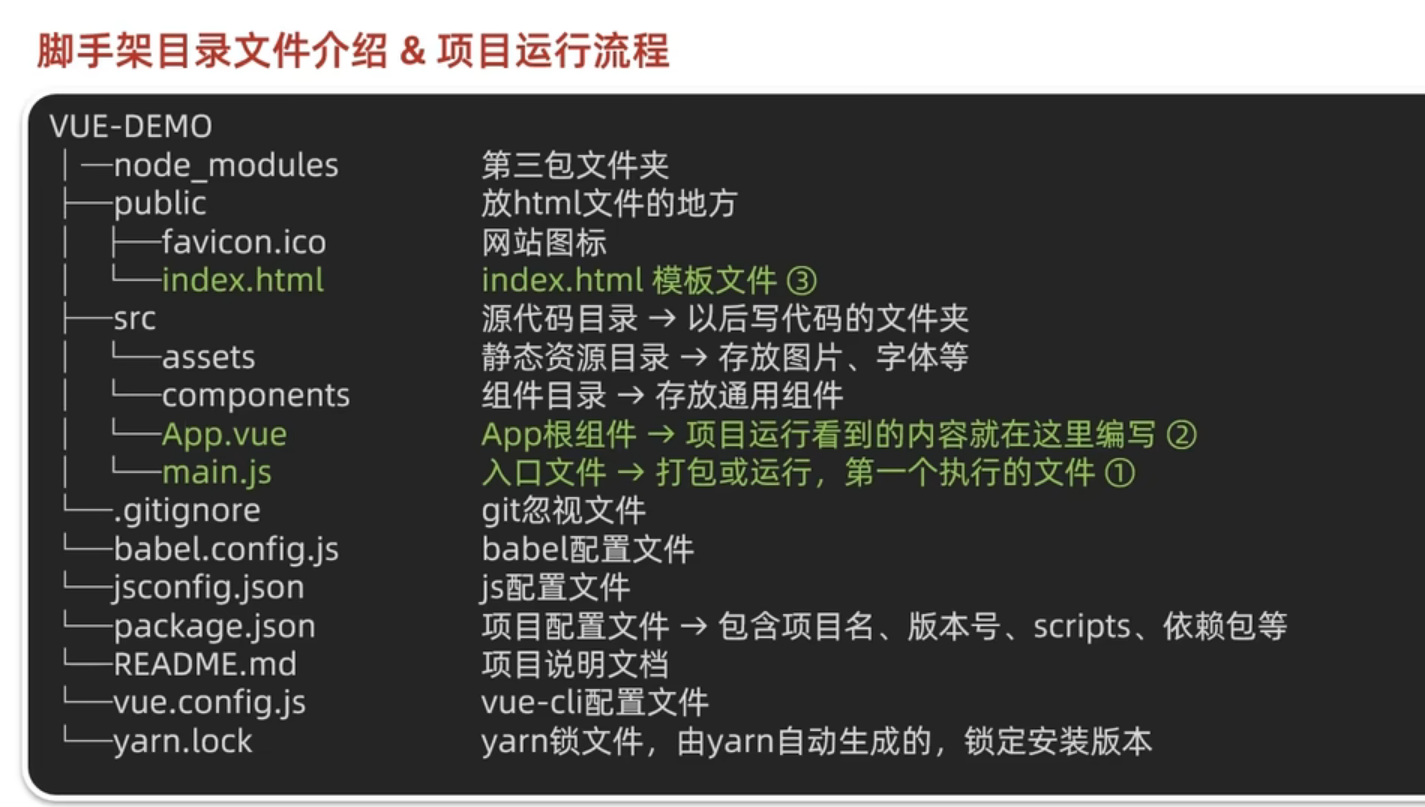 脚手架目录文件介绍 & 项目运行流程
VUE-DEMO
│─node_modules 第三包文件夹
├──public 放html文件的地方
│ ├──favicon.ico 网站图标
│ └──index.html index.html 模板文件 ③
├──src 源代码目录 → 以后写代码的文件夹
│ └──assets 静态资源目录 → 存放图片、字体等
│ └──components 组件目录 → 存放通用组件
│ └──App.vue App根组件 → 项目运行看到的内容就在这里编写 ②
│ └──main.js 入口文件 → 打包或运行，第一个执行的文件 ①
└──.gitignore git忽视文件
└──babel.config.js babel配置文件
└──jsconfig.json js配置文件
└──package.json 项目配置文件 → 包含项目名、版本号、scripts、依赖包等
└──README.md 项目说明文档
└──vue.config.js vue-cli配置文件
└──yarn.lock yarn锁文件，由yarn自动生成的，锁定安装版本